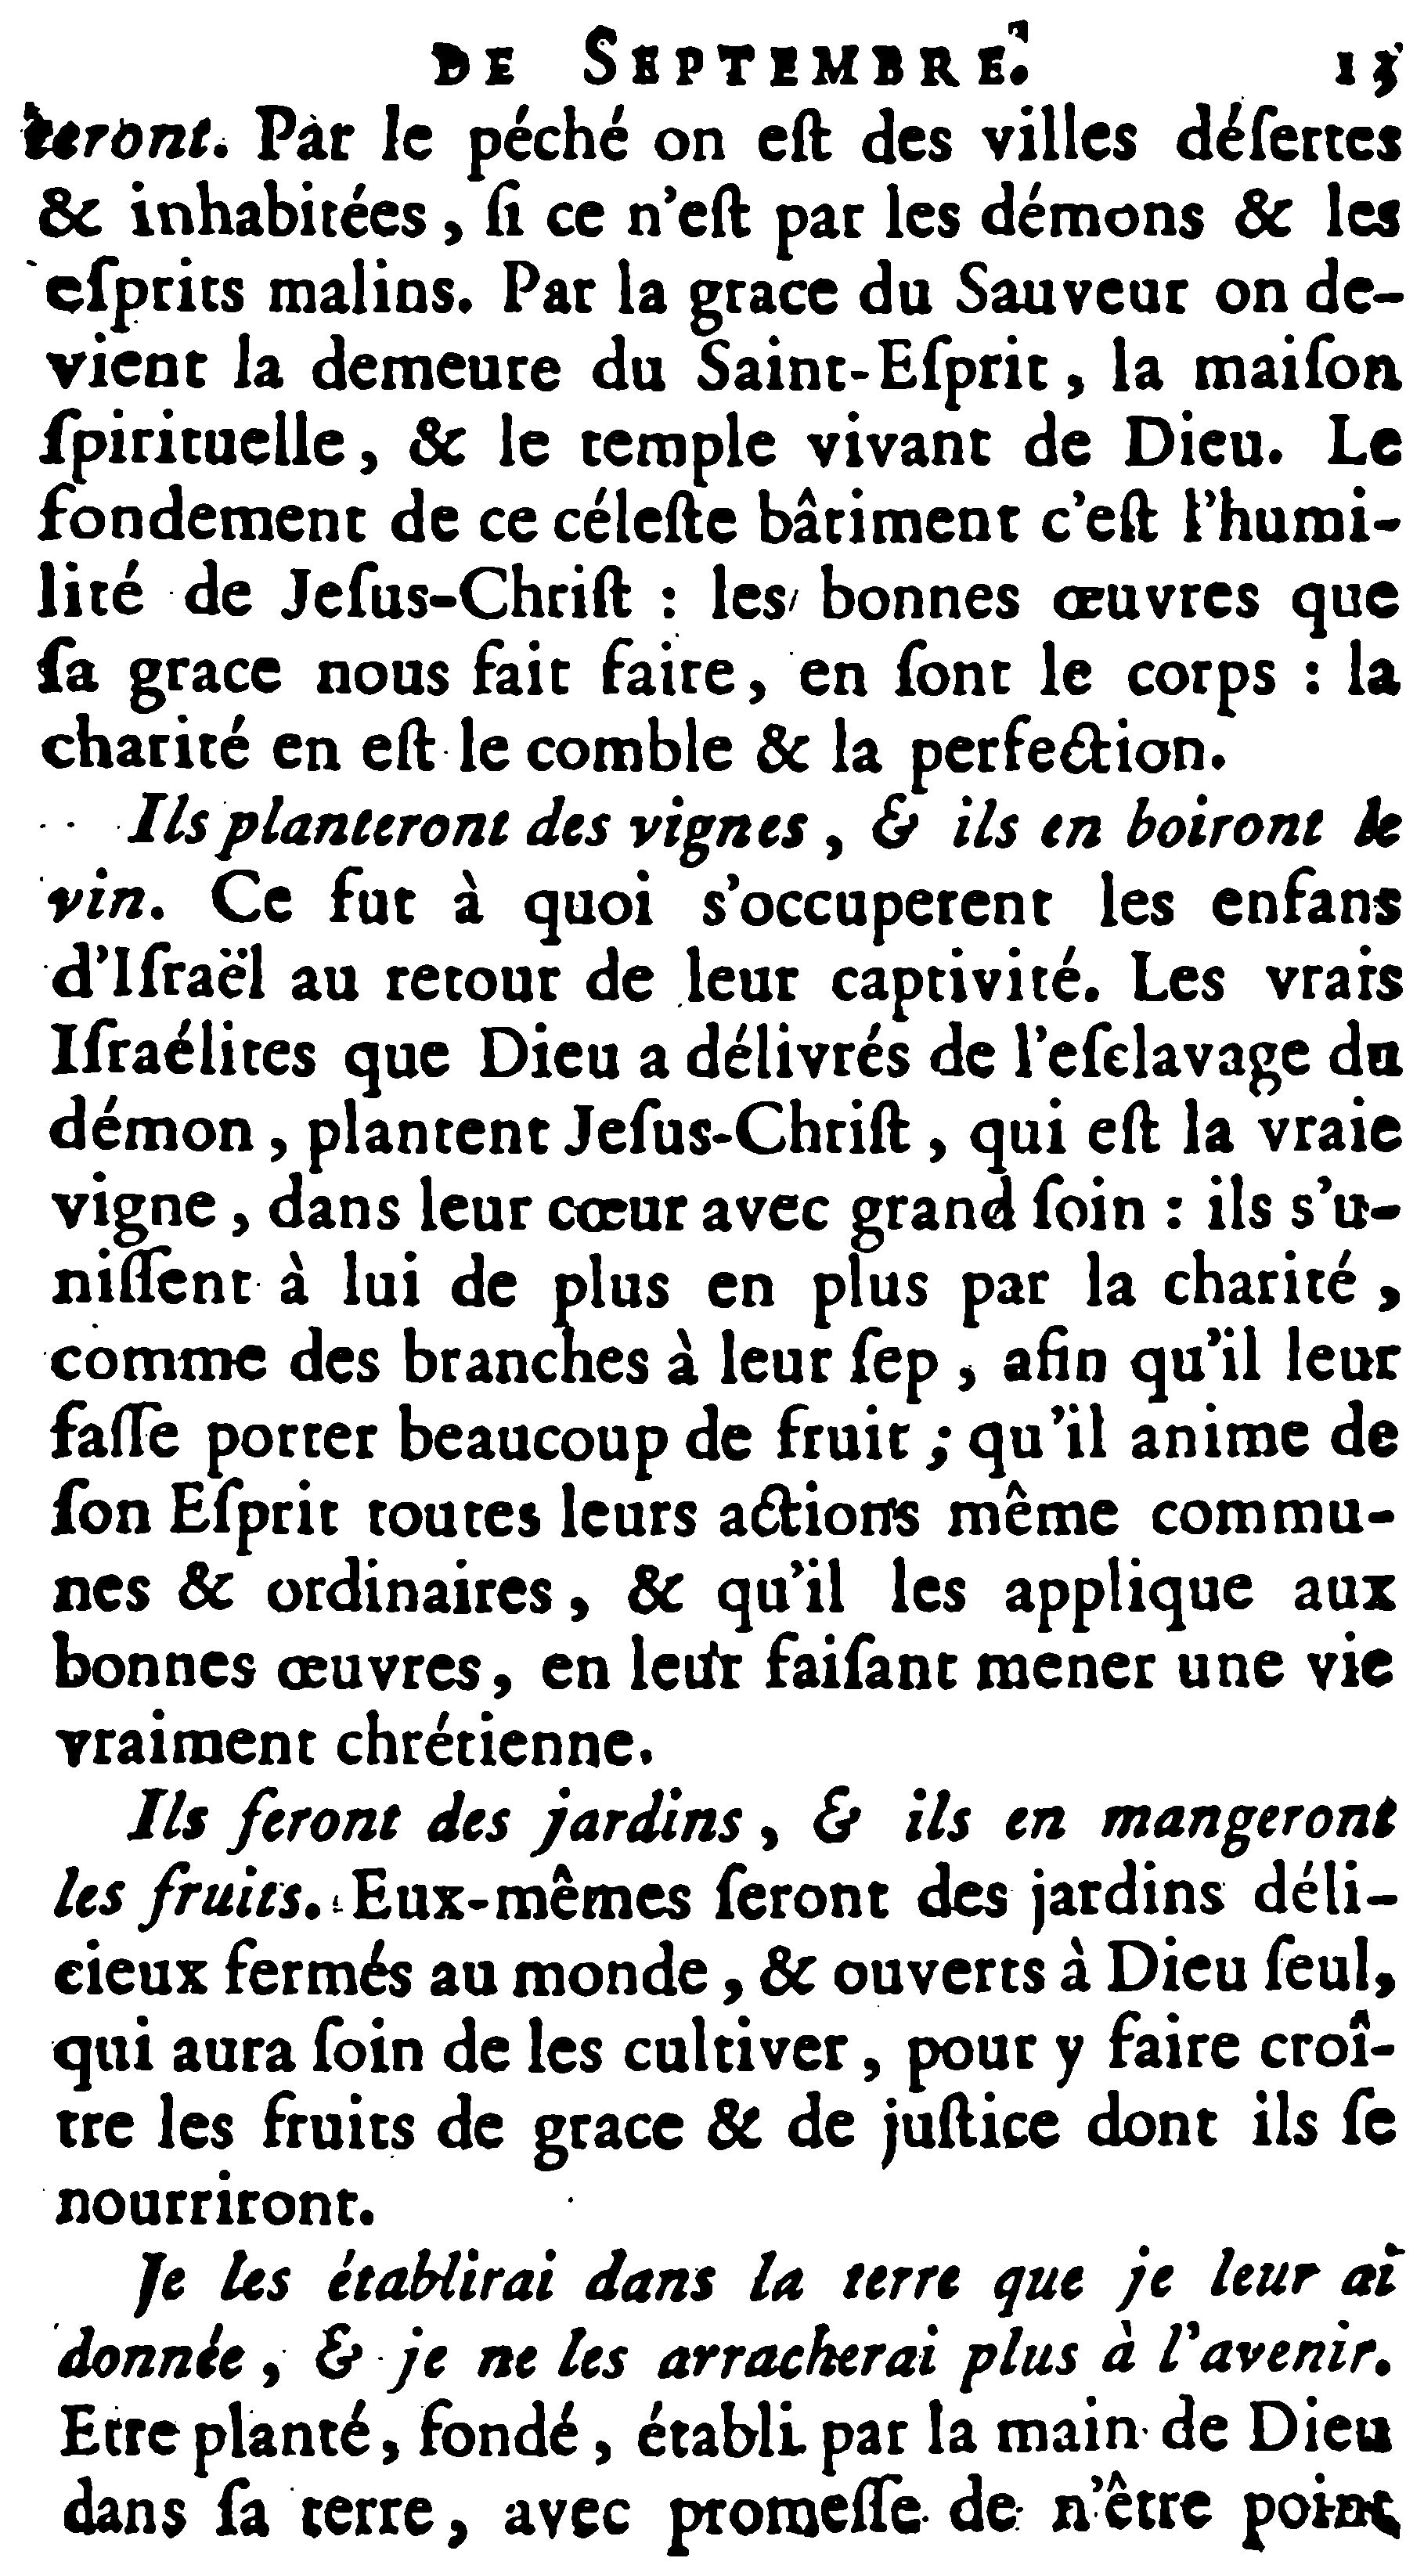 DE SEPTEMBRE. 15
teront. Par le péché on eſt des villes déſertes
& inhabitées, ſi ce n'eſt par les démons & les
eſprits malins. Par la grace du Sauveur on de-
vient la demeure du Saint-Eſprit, la maiſon
ſpirituelle, & le temple vivant de Dieu. Le
fondement de ce céleſte bâtiment c'eſt l'humi-
lité de Jeſus-Chriſt : les bonnes œuvres que
ſa grace nous fait faire, en ſont le corps : la
charité en eſt le comble & la perfection.
Ils planteront des vignes, & ils en boiront le
vin. Ce fut à quoi s'occuperent les enfans
d'Iſraël au retour de leur captivité. Les vrais
Iſraélites que Dieu a délivrés de l'eſclavage du
démon, plantent Jeſus-Chriſt, qui eſt la vraie
vigne, dans leur cœur avec grand ſoin : ils s'u-
niſſent à lui de plus en plus par la charité,
comme des branches à leur ſep, afin qu'il leur
faſſe porter beaucoup de fruit ; qu'il anime de
ſon Eſprit toutes leurs actions même commu-
nes & ordinaires, & qu'il les applique aux
bonnes œuvres, en leur faiſant mener une vie
vraiment chrétienne.
Ils feront des jardins, & ils en mangeront
les fruits. Eux-mêmes ſeront des jardins déli-
cieux fermés au monde, & ouverts à Dieu ſeul,
qui aura ſoin de les cultiver, pour y faire croî-
tre les fruits de grace & de juſtice dont ils ſe
nourriront.
Je les établirai dans la terre que je leur ai
donnée, & je ne les arracherai plus à l'avenir.
Etre planté, fondé, établi par la main de Dieu
dans ſa terre, avec promeſſe de n'être point